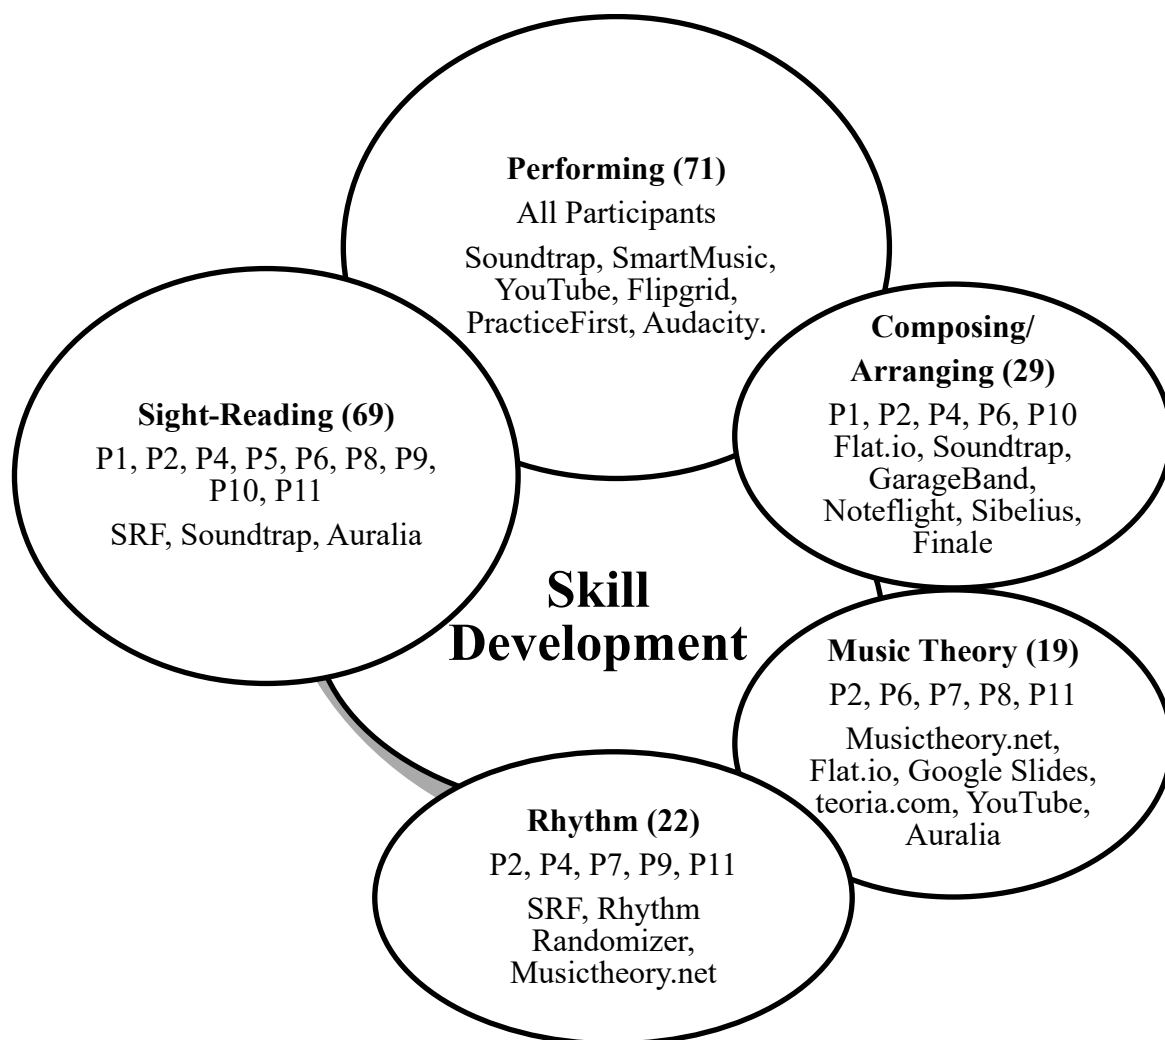 Performing (71)
All Participants
Soundtrap, SmartMusic,
YouTube, Flipgrid,
PracticeFirst, Audacity.
Composing/
Arranging (29)
P1, P2, P4, P6, P10
Flat.io, Soundtrap,
GarageBand,
Noteflight, Sibelius,
Finale
Sight-Reading (69)
P1, P2, P4, P5, P6, P8, P9,
P10, P11
SRF, Soundtrap, Auralia
Skill
Development
Music Theory (19)
P2, P6, P7, P8, P11
Musictheory.net,
Flat.io, Google Slides,
teoria.com, YouTube,
Auralia
Rhythm (22)
P2, P4, P7, P9, P11
SRF, Rhythm
Randomizer,
Musictheory.net